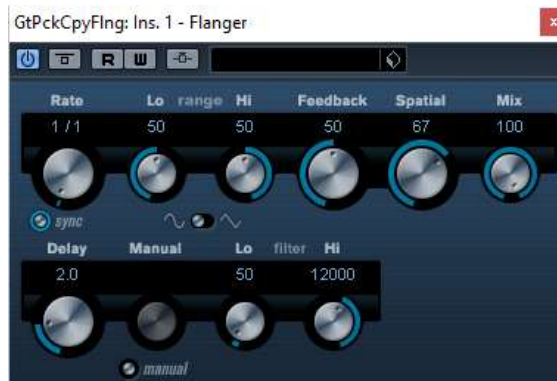 GtPckCpyFlng: Ins. 1 - Flanger
x
R W
Rate Lo range Hi Feedback Spatial Mix
1 / 1 50 50 50 67 100
sync
Delay Manual Lo filter Hi
2.0 50 12000
manual